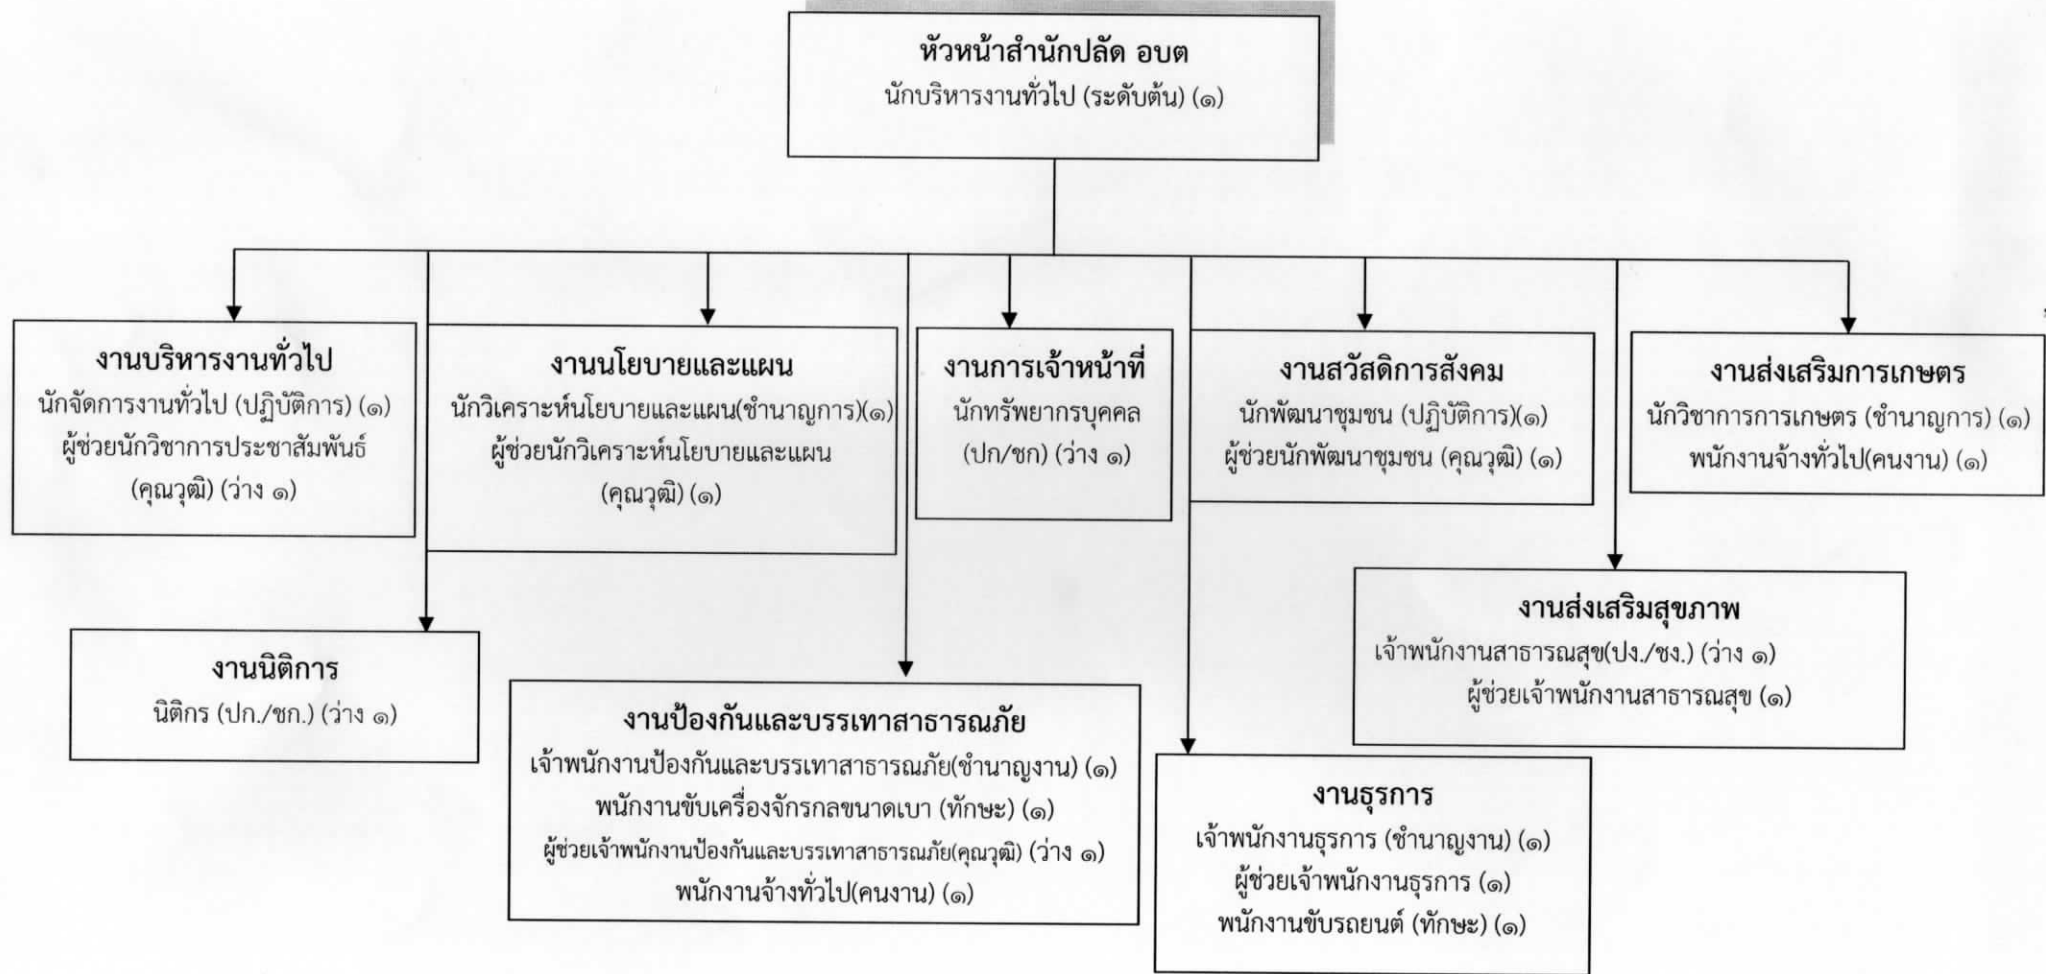 หัวหน้าสำนักปลัด อบต
นักบริหารงานทั่วไป (ระดับต้น) (๑)
งานบริหารงานทั่วไป
นักจัดการงานทั่วไป (ปฏิบัติการ) (๑)
ผู้ช่วยนักวิชาการประชาสัมพันธ์
(คุณวุฒิ) (ว่าง ๑)
งานนโยบายและแผน
นักวิเคราะห์นโยบายและแผน(ชำนาญการ)(๑)
ผู้ช่วยนักวิเคราะห์นโยบายและแผน
(คุณวุฒิ) (๑)
งานการเจ้าหน้าที่
นักทรัพยากรบุคคล
(ปก/ชก) (ว่าง ๑)
งานสวัสดิการสังคม
นักพัฒนาชุมชน (ปฏิบัติการ)(๑)
ผู้ช่วยนักพัฒนาชุมชน (คุณวุฒิ) (๑)
งานส่งเสริมการเกษตร
นักวิชาการการเกษตร (ชำนาญการ) (๑)
พนักงานจ้างทั่วไป(คนงาน) (๑)
งานนิติการ
นิติกร (ปก./ชก.) (ว่าง ๑)
งานป้องกันและบรรเทาสาธารณภัย
เจ้าพนักงานป้องกันและบรรเทาสาธารณภัย(ชำนาญงาน) (๑)
พนักงานขับเครื่องจักรกลขนาดเบา (ทักษะ) (๑)
ผู้ช่วยเจ้าพนักงานป้องกันและบรรเทาสาธารณภัย(คุณวุฒิ) (ว่าง ๑)
พนักงานจ้างทั่วไป(คนงาน) (๑)
งานธุรการ
เจ้าพนักงานธุรการ (ชำนาญงาน) (๑)
ผู้ช่วยเจ้าพนักงานธุรการ (๑)
พนักงานขับรถยนต์ (ทักษะ) (๑)
งานส่งเสริมสุขภาพ
เจ้าพนักงานสาธารณสุข(ปง./ชง.) (ว่าง ๑)
ผู้ช่วยเจ้าพนักงานสาธารณสุข (๑)